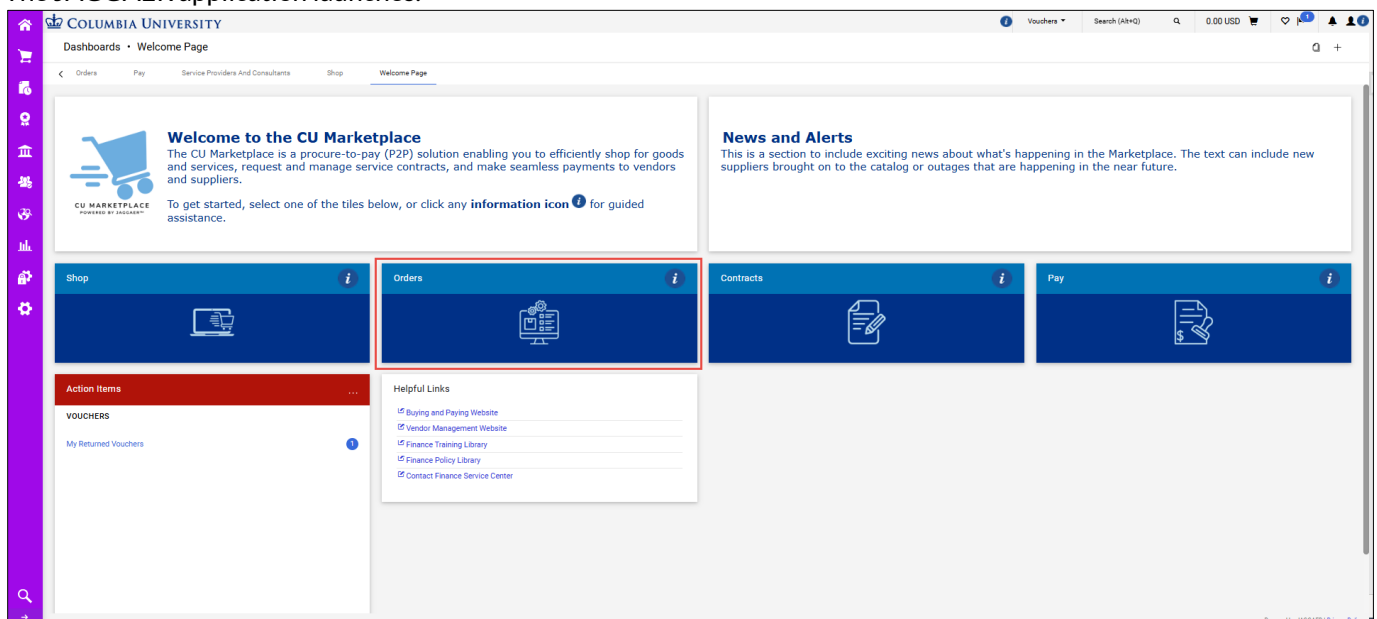 COLUMBIA UNIVERSITY
Vouchers
Search (Alt+Q)
0.00 USD
1
Dashboards • Welcome Page
Orders
Pay
Service Providers And Consultants
Shop
Welcome Page
Welcome to the CU Marketplace
The CU Marketplace is a procure-to-pay (P2P) solution enabling you to efficiently shop for goods
and services, request and manage service contracts, and make seamless payments to vendors
and suppliers.
To get started, select one of the tiles below, or click any information icon i for guided
assistance.
CU MARKETPLACE
POWERED BY JAGGAER
News and Alerts
This is a section to include exciting news about what's happening in the Marketplace. The text can include new
suppliers brought on to the catalog or outages that are happening in the near future.
Shop
Orders
Contracts
Pay
Action Items
...
VOUCHERS
My Returned Vouchers
1
Helpful Links
Buying and Paying Website
Vendor Management Website
Finance Training Library
Finance Policy Library
Contact Finance Service Center